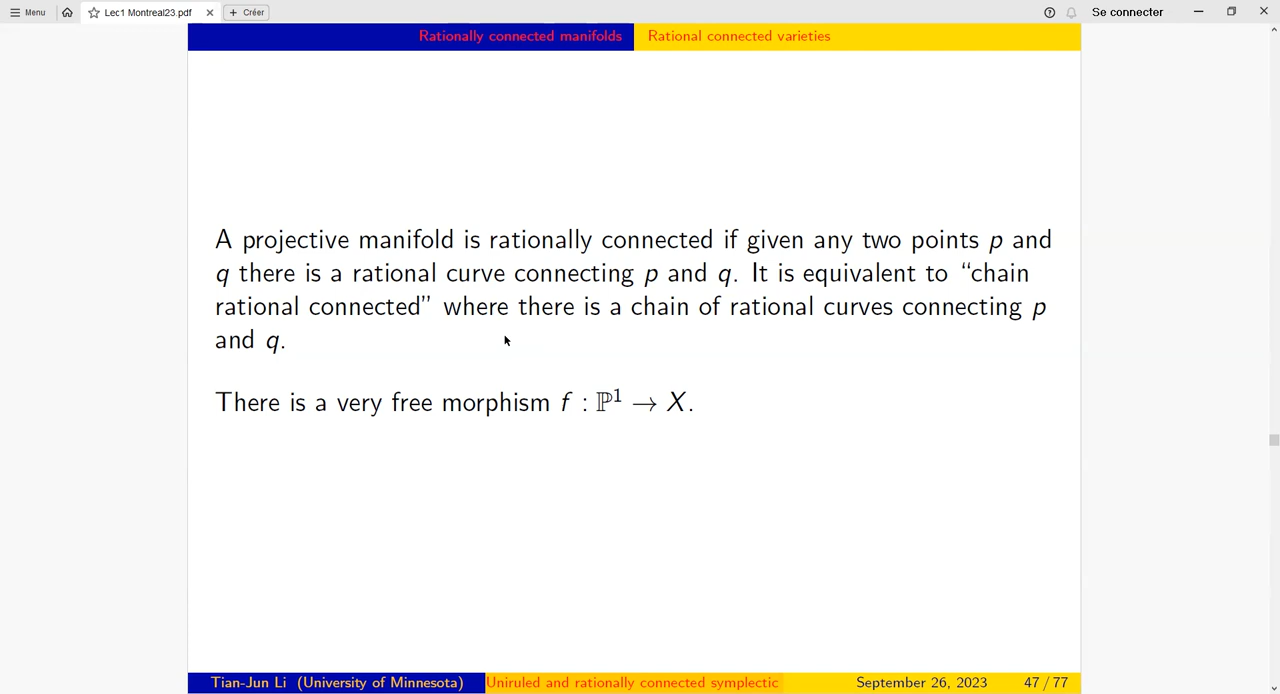 Menu
Lec1 Montreal23.pdf
Créer
Se connecter
Rationally connected manifolds Rational connected varieties
A projective manifold is rationally connected if given any two points p and
q there is a rational curve connecting p and q. It is equivalent to “chain
rational connected” where there is a chain of rational curves connecting p
and q.
There is a very free morphism f : ℙ¹ → X.
Tian-Jun Li (University of Minnesota) Uniruled and rationally connected symplectic September 26, 2023 47 / 77